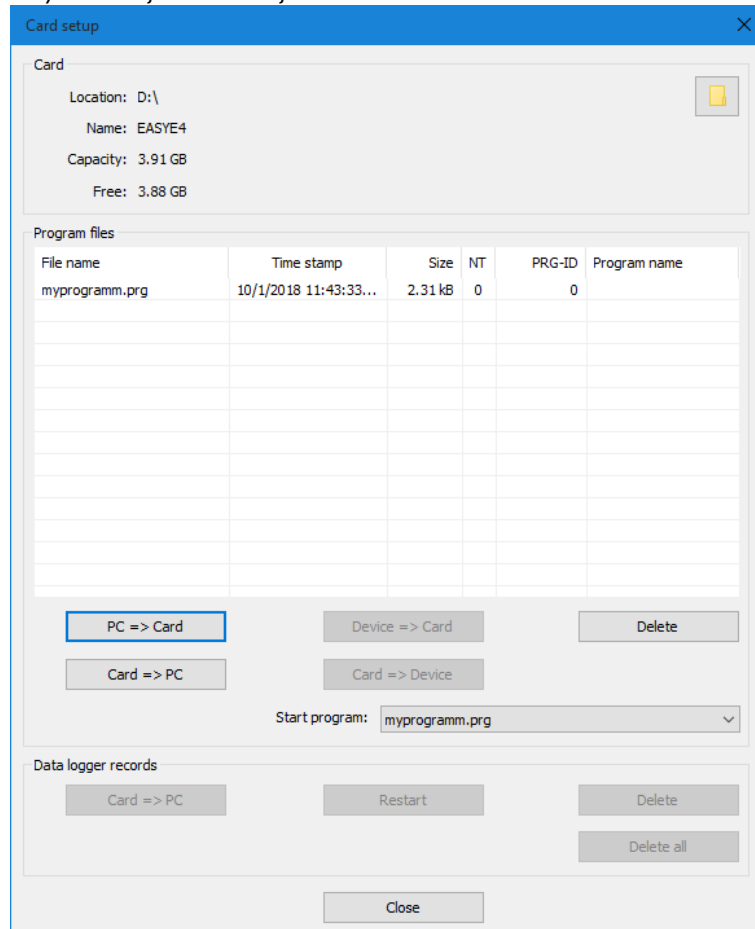 Card setup
Card
Location: D:\
Name: EASYE4
Capacity: 3.91 GB
Free: 3.88 GB
Program files
File name Time stamp Size NT PRG-ID Program name
myprogramm.prg 10/1/2018 11:43:33... 2.31 kB 0 0
PC => Card Device => Card Delete
Card => PC Card => Device
Start program: myprogramm.prg
Data logger records
Card => PC Restart Delete
Delete all
Close